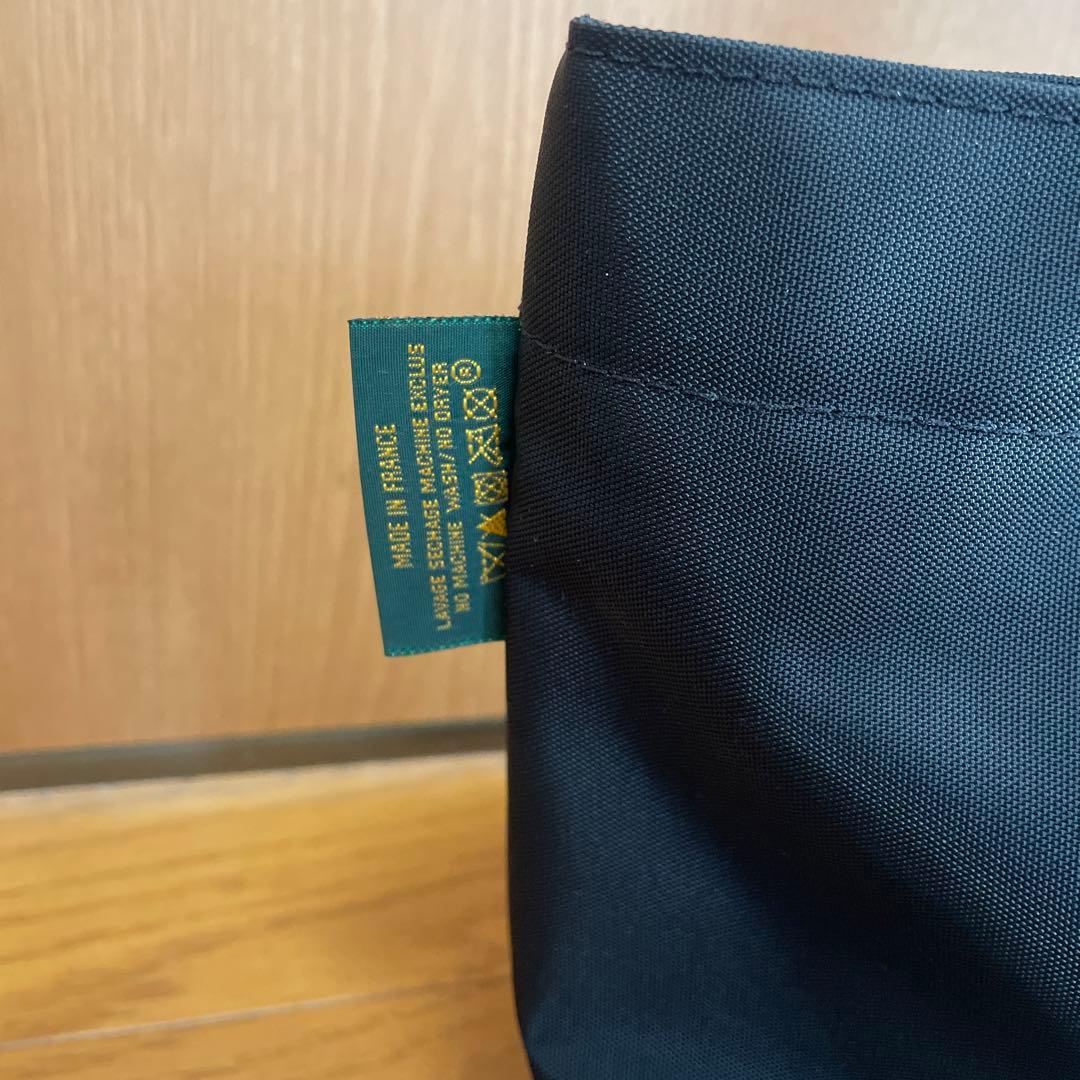 MADE IN FRANCE
LAVAGE SECHAGE MACHINE EXCLUS
NO MACHINE WASH/NO DRYER
®